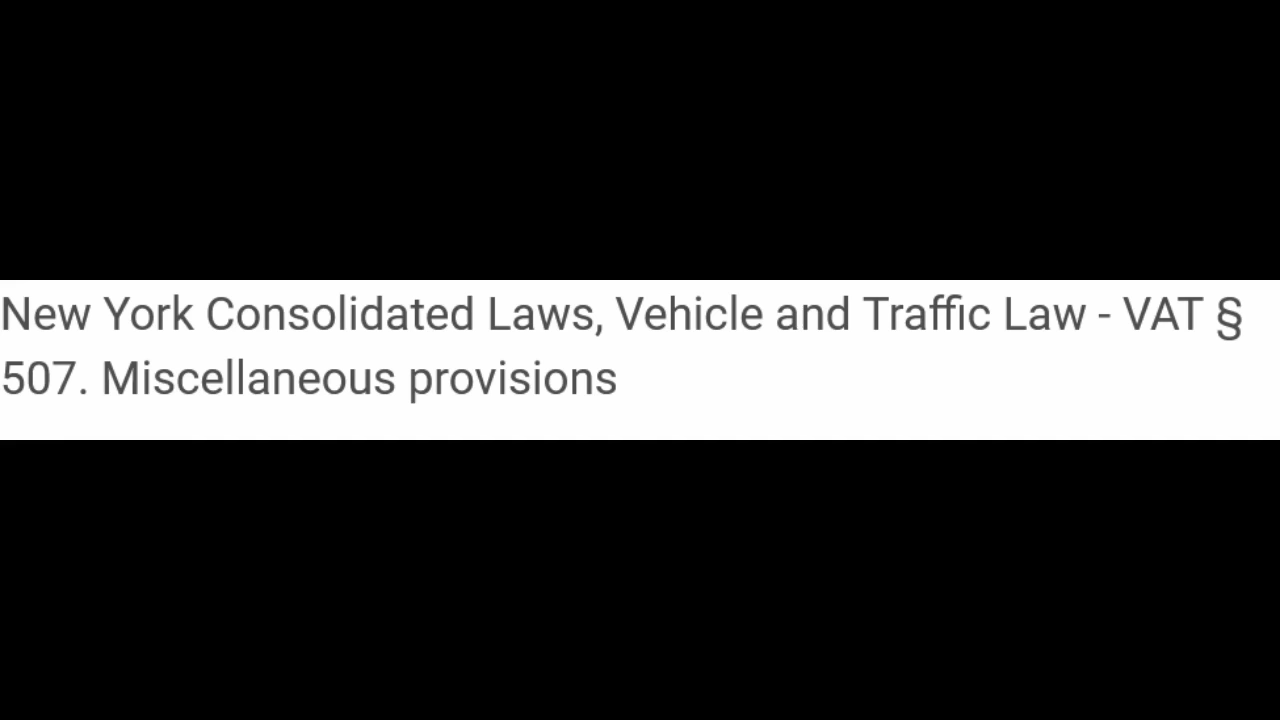 New York Consolidated Laws, Vehicle and Traffic Law - VAT §
507. Miscellaneous provisions